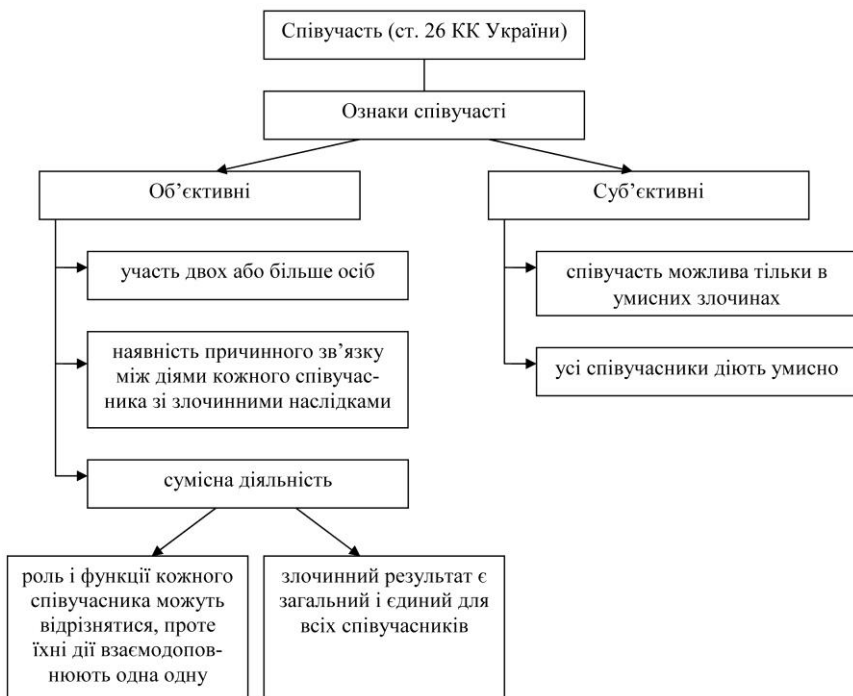 Співучасть (ст. 26 КК України)
Ознаки співучасті
Об’єктивні
участь двох або більше осіб
наявність причинного зв’язку
між діями кожного співучас-
ника зі злочинними наслідками
сумісна діяльність
роль і функції кожного
співучасника можуть
відрізнятися, проте
їхні дії взаємодопов-
нюють одна одну
злочинний результат є
загальний і єдиний для
всіх співучасників
Суб’єктивні
співучасть можлива тільки в
умисних злочинах
усі співучасники діють умисно